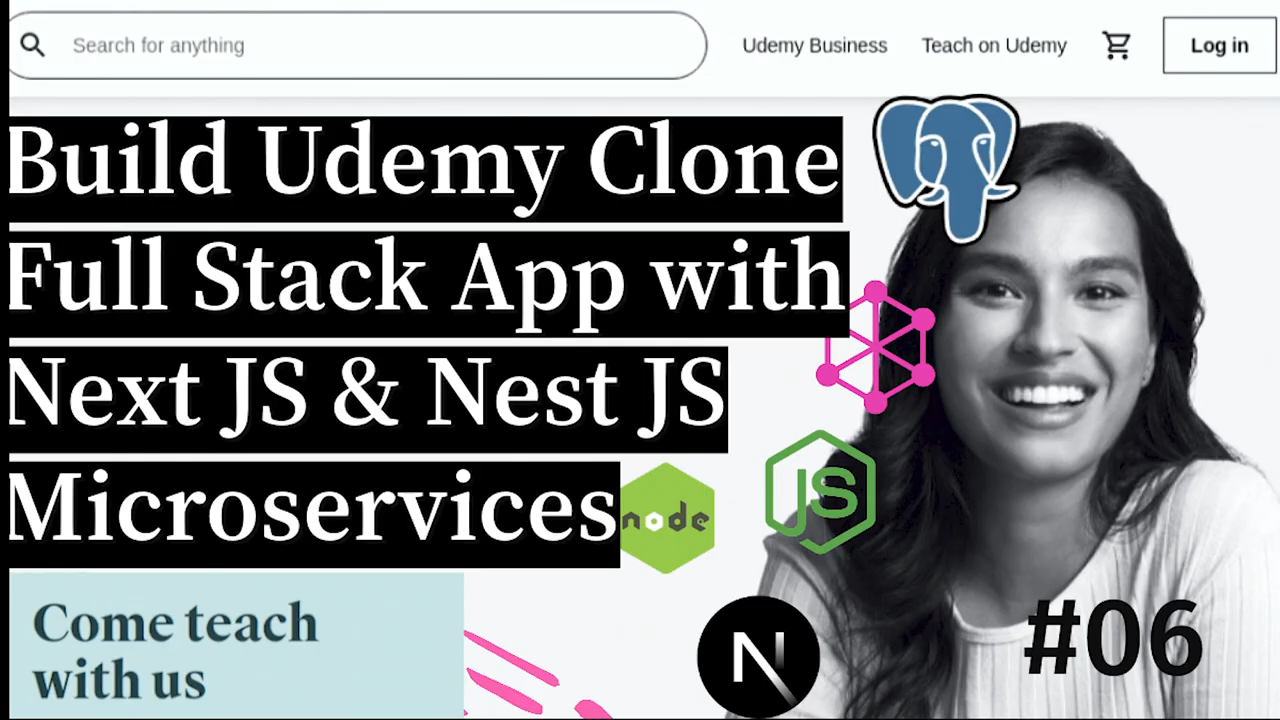 Search for anything
Udemy Business
Teach on Udemy
Log in
Build Udemy Clone
Full Stack App with
Next JS & Nest JS
Microservices
node
JS
N
Come teach
with us
#06